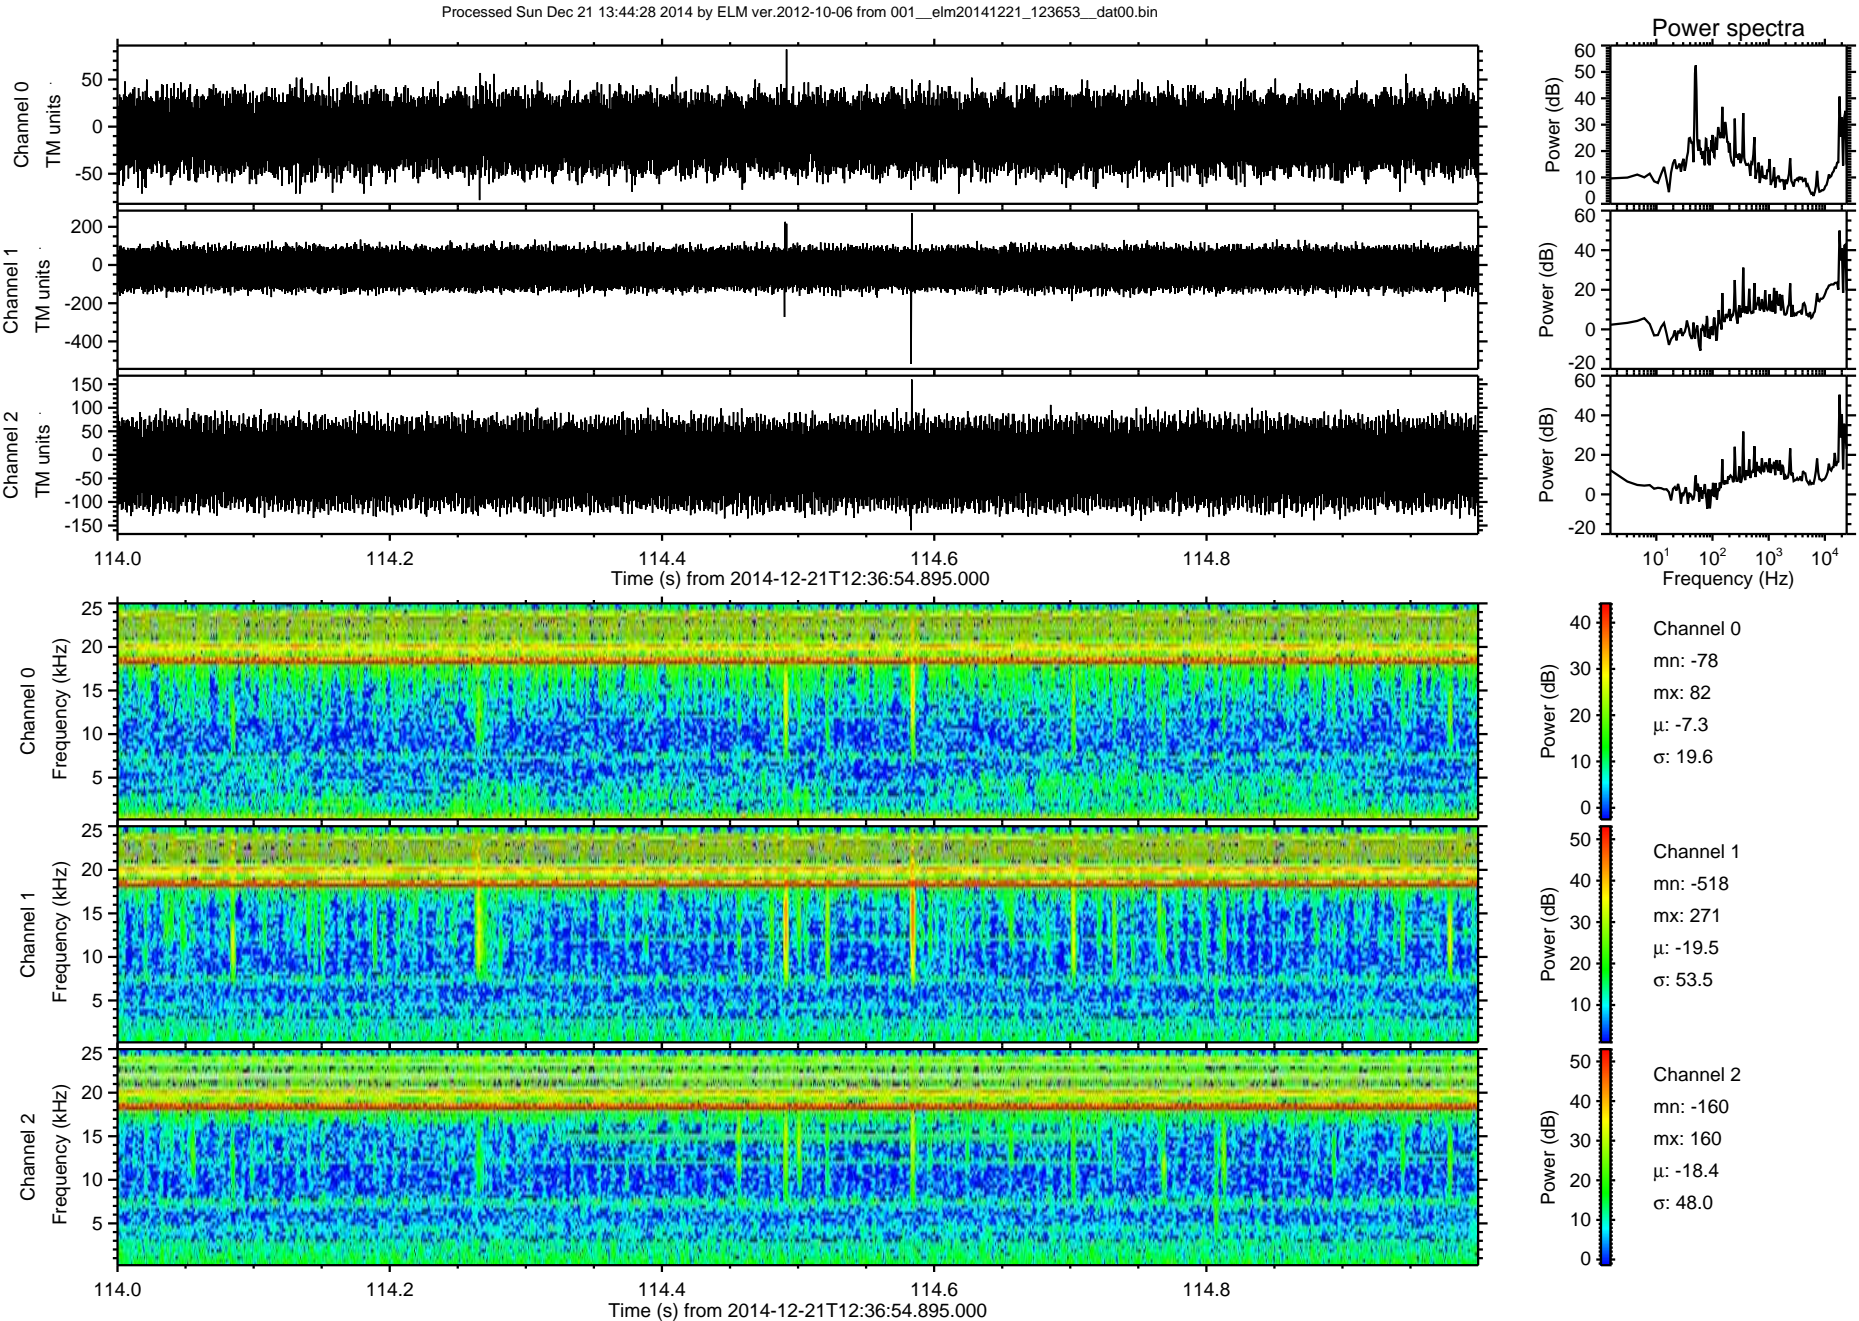 Processed Sun Dec 21 13:44:28 2014 by ELM ver.2012-10-06 from 001__elm20141221_123653__dat00.bin
Power spectra
Channel 0
TM units
50
0
-50
Power (dB)
60
50
40
30
20
10
0
Channel 1
TM units
200
0
-200
-400
Power (dB)
60
40
20
0
-20
Channel 2
TM units
150
100
50
0
-50
-100
-150
Power (dB)
60
40
20
0
-20
114.0 114.2 114.4 114.6 114.8
Time (s) from 2014-12-21T12:36:54.895.000
10^1 10^2 10^3 10^4
Frequency (Hz)
Channel 0
Frequency (kHz)
25
20
15
10
5
Power (dB)
40
30
20
10
0
Channel 0
mn: -78
mx: 82
μ: -7.3
σ: 19.6
Channel 1
Frequency (kHz)
25
20
15
10
5
Power (dB)
50
40
30
20
10
Channel 1
mn: -518
mx: 271
μ: -19.5
σ: 53.5
Channel 2
Frequency (kHz)
25
20
15
10
5
Power (dB)
50
40
30
20
10
0
Channel 2
mn: -160
mx: 160
μ: -18.4
σ: 48.0
114.0 114.2 114.4 114.6 114.8
Time (s) from 2014-12-21T12:36:54.895.000